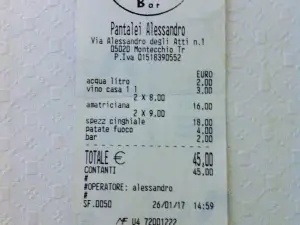 Bar
Pantalei Alessandro
Via Alessandro degli Atti n.1
05020 Montecchio Tr
P.Iva 01518390552
EURO
acqua litro 2,00
vino casa 1 l 3,00
2 X 8,00
amatriciana 16,00
2 X 9,00
spezz cinghiale 18,00
patate fuoco 4,00
bar 2,00
TOTALE € 45,00
CONTANTI 45,00
#
#OPERATORE: alessandro
#
SF.0050 26/01/17 14:59
MF U4 72001222